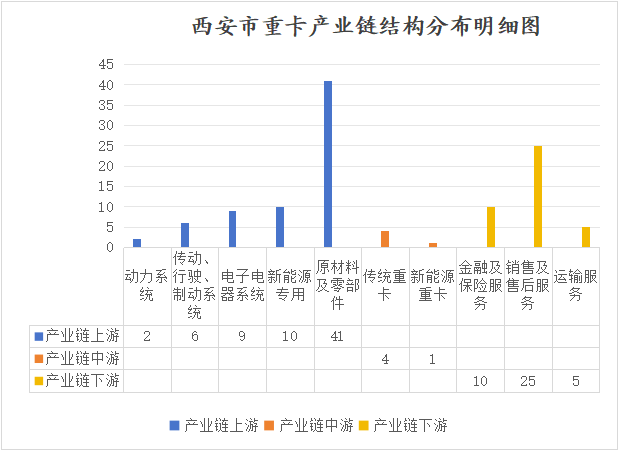 西安市重卡产业链结构分布明细图
45
40
35
30
25
20
15
10
5
0
动力系统 传动、行驶、制动系统 电子电器系统 新能源专用 原材料及零部件 传统重卡 新能源重卡 金融及保险服务 销售及售后服务 运输服务
产业链上游 2 6 9 10 41
产业链中游 4 1
产业链下游 10 25 5
产业链上游 产业链中游 产业链下游